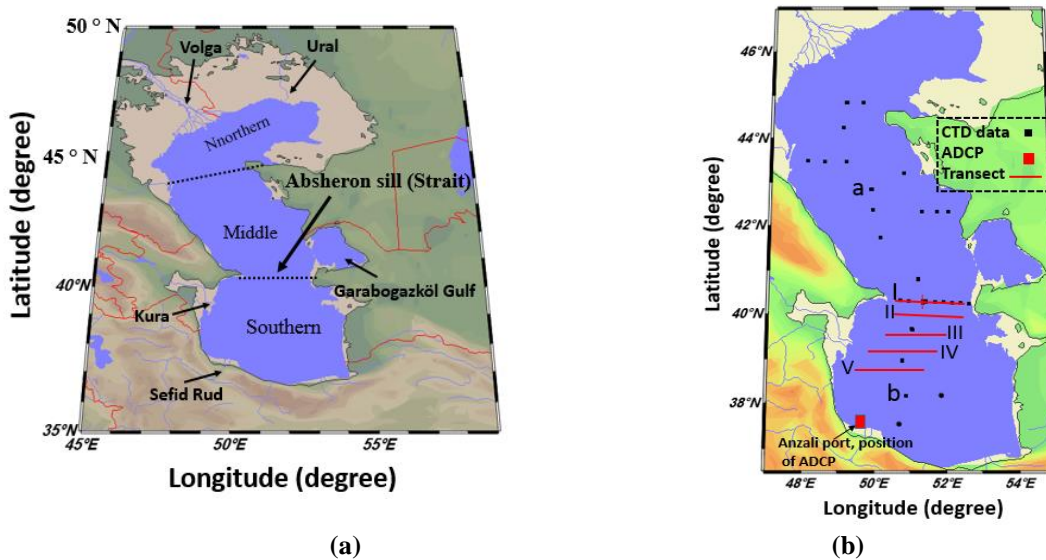 50 ° N
Volga
Ural
Nnorthern
45 ° N
Absheron sill (Strait)
Middle
40°N
Garabogazköl Gulf
Kura
Southern
Sefid Rud
35°N
45°E
50°E
55°E
Latitude (degree)
Longitude (degree)
(a)
46°N
CTD data
ADCP
Transect
44°N
a
42°N
I
40°N
II
III
IV
V
38°N
b
Anzali port, position
of ADCP
48°E
50°E
52°E
54°E
Latitude (degree)
Longitude (degree)
(b)